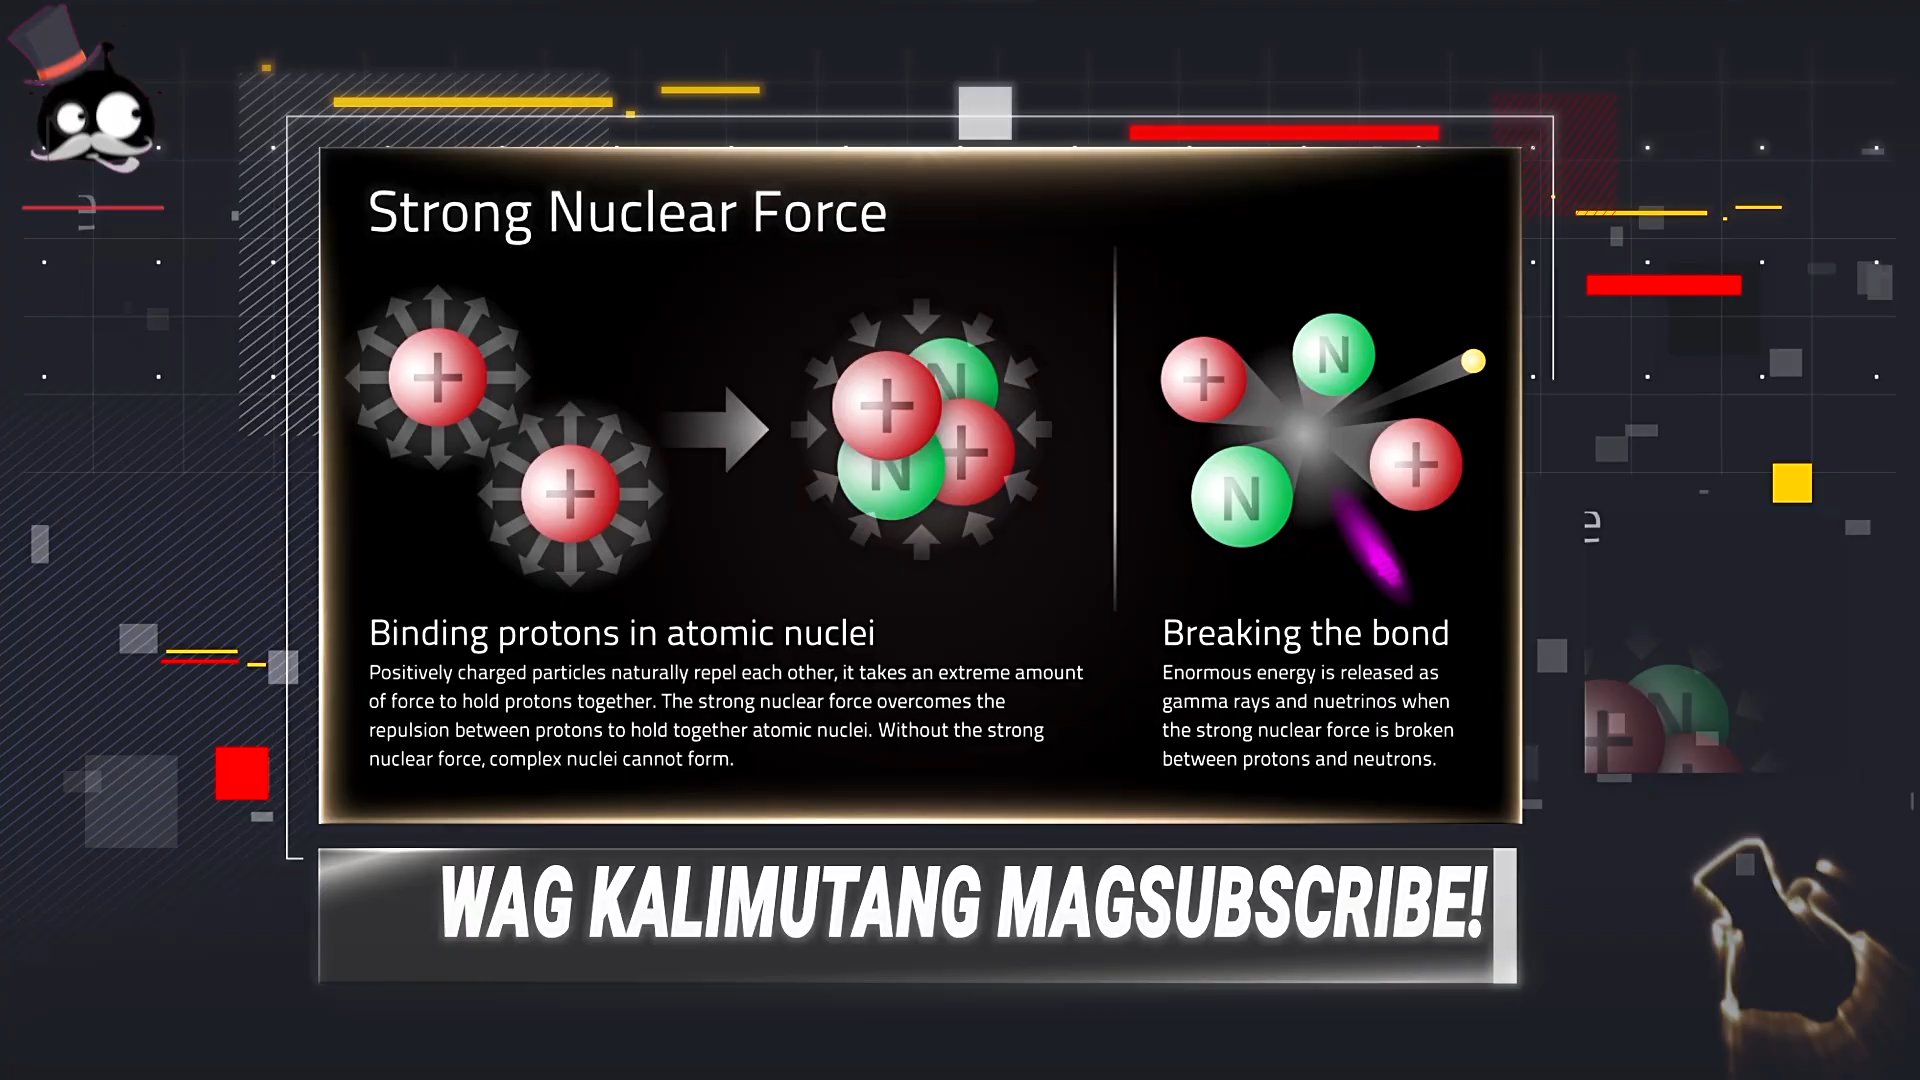 Strong Nuclear Force
+
N
+
+
N
+
+
N
+
N
Binding protons in atomic nuclei
Positively charged particles naturally repel each other, it takes an extreme amount
of force to hold protons together. The strong nuclear force overcomes the
repulsion between protons to hold together atomic nuclei. Without the strong
nuclear force, complex nuclei cannot form.
Breaking the bond
Enormous energy is released as
gamma rays and nuetrinos when
the strong nuclear force is broken
between protons and neutrons.
WAG KALIMUTANG MAGSUBSCRIBE!